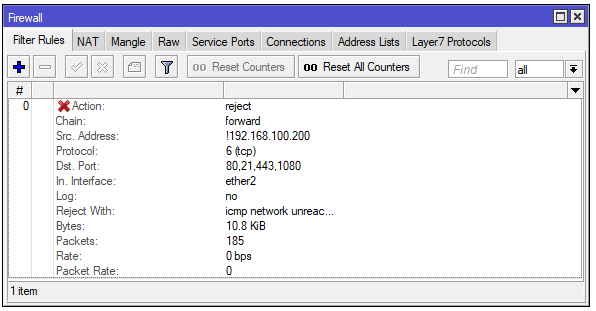 Firewall
Filter Rules NAT Mangle Raw Service Ports Connections Address Lists Layer7 Protocols
00 Reset Counters 00 Reset All Counters Find all
#
0 Action: reject
Chain: forward
Src. Address: !192.168.100.200
Protocol: 6 (tcp)
Dst. Port: 80,21,443,1080
In. Interface: ether2
Log: no
Reject With: icmp network unreac...
Bytes: 10.8 KiB
Packets: 185
Rate: 0 bps
Packet Rate: 0
1 item